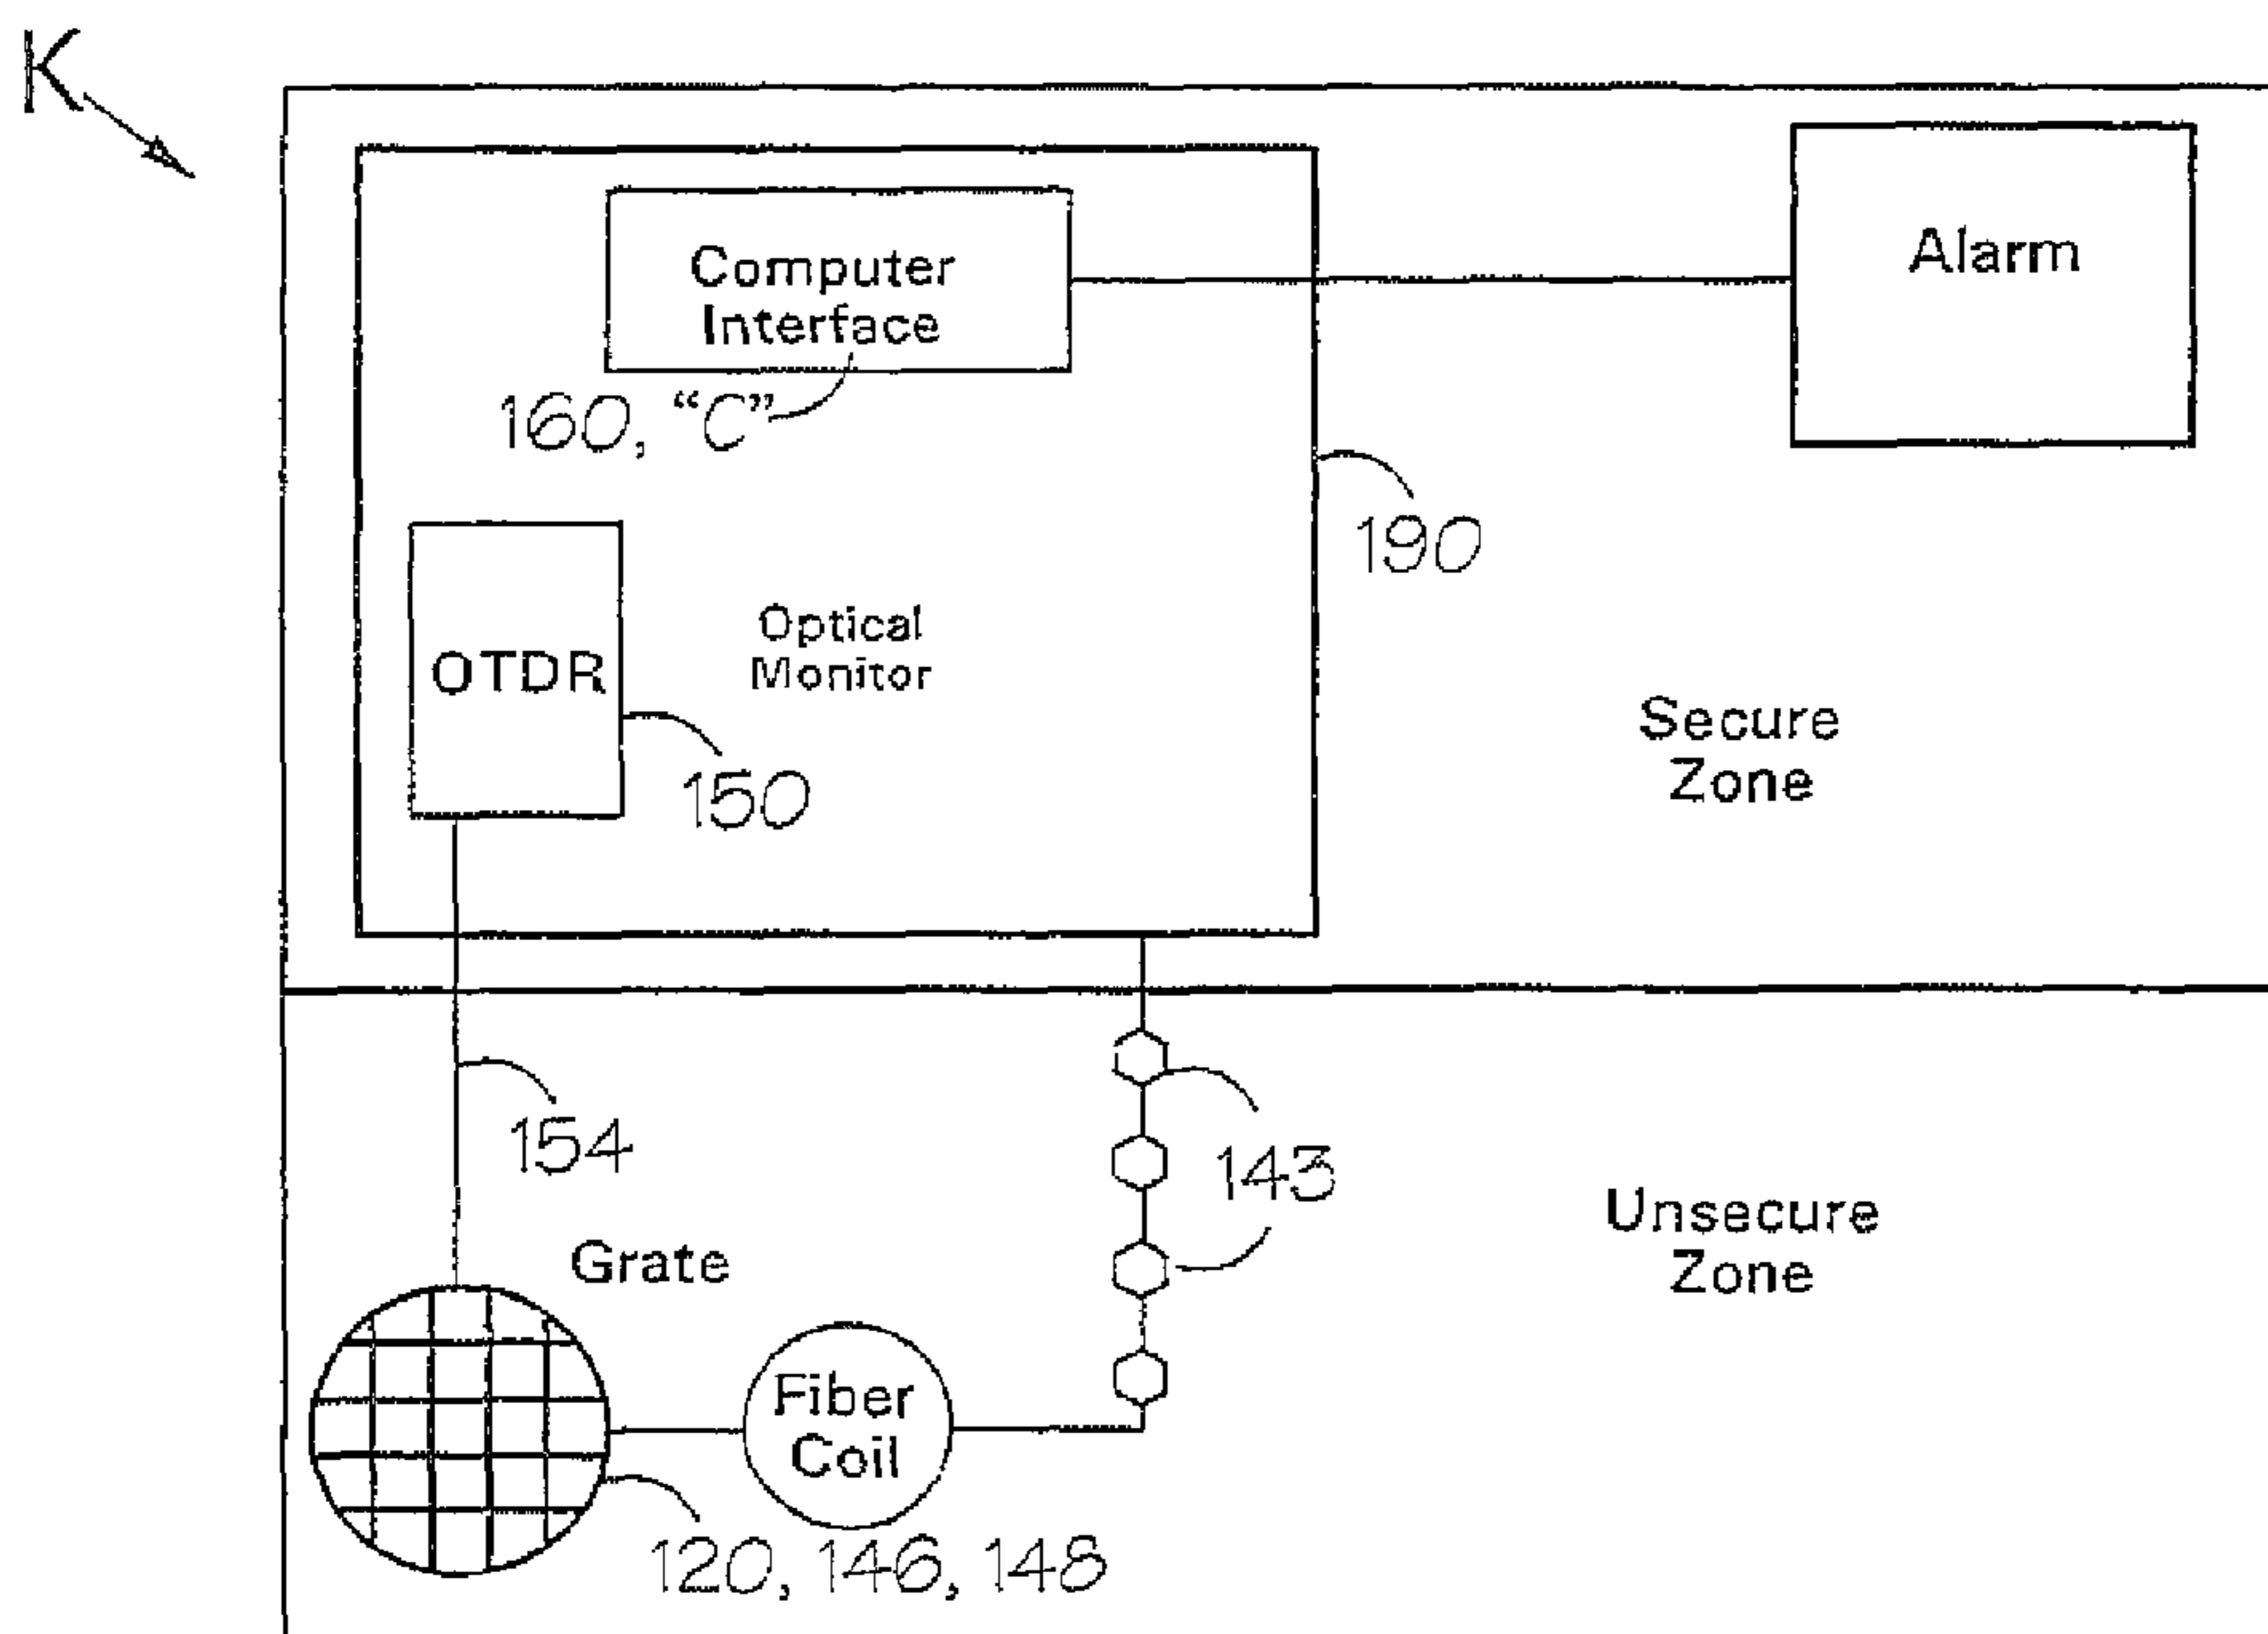 K
Computer
Interface
Alarm
160, “C”
190
OTDR
Optical
Monitor
150
Secure
Zone
154
143
Grate
Unsecure
Zone
Fiber
Coil
120, 146, 148